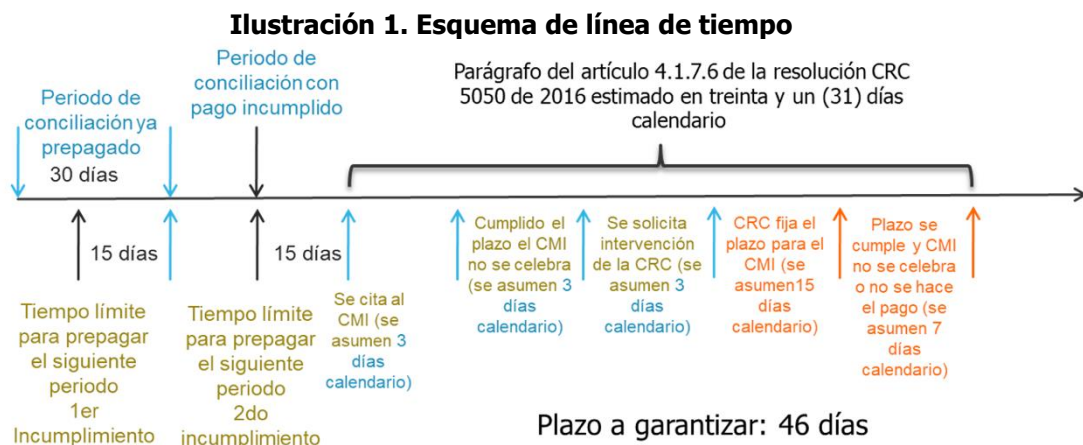 Ilustración 1. Esquema de línea de tiempo
Periodo de
conciliación ya
prepagado
30 días
Periodo de
conciliación con
pago incumplido
Parágrafo del artículo 4.1.7.6 de la resolución CRC
5050 de 2016 estimado en treinta y un (31) días
calendario
15 días
15 días
Tiempo límite
para prepagar
el siguiente
periodo
1er
Incumplimiento
Tiempo límite
para prepagar
el siguiente
periodo
2do
incumplimiento
Se cita al
CMI (se
asumen 3
días
calendario)
Cumplido el
plazo el CMI
no se celebra
(se asumen 3
días
calendario)
Se solicita
intervención
de la CRC (se
asumen 3
días
calendario)
CRC fija el
plazo para el
CMI (se
asumen15
días
calendario)
Plazo se
cumple y CMI
no se celebra
o no se hace
el pago (se
asumen 7
días
calendario)
Plazo a garantizar: 46 días